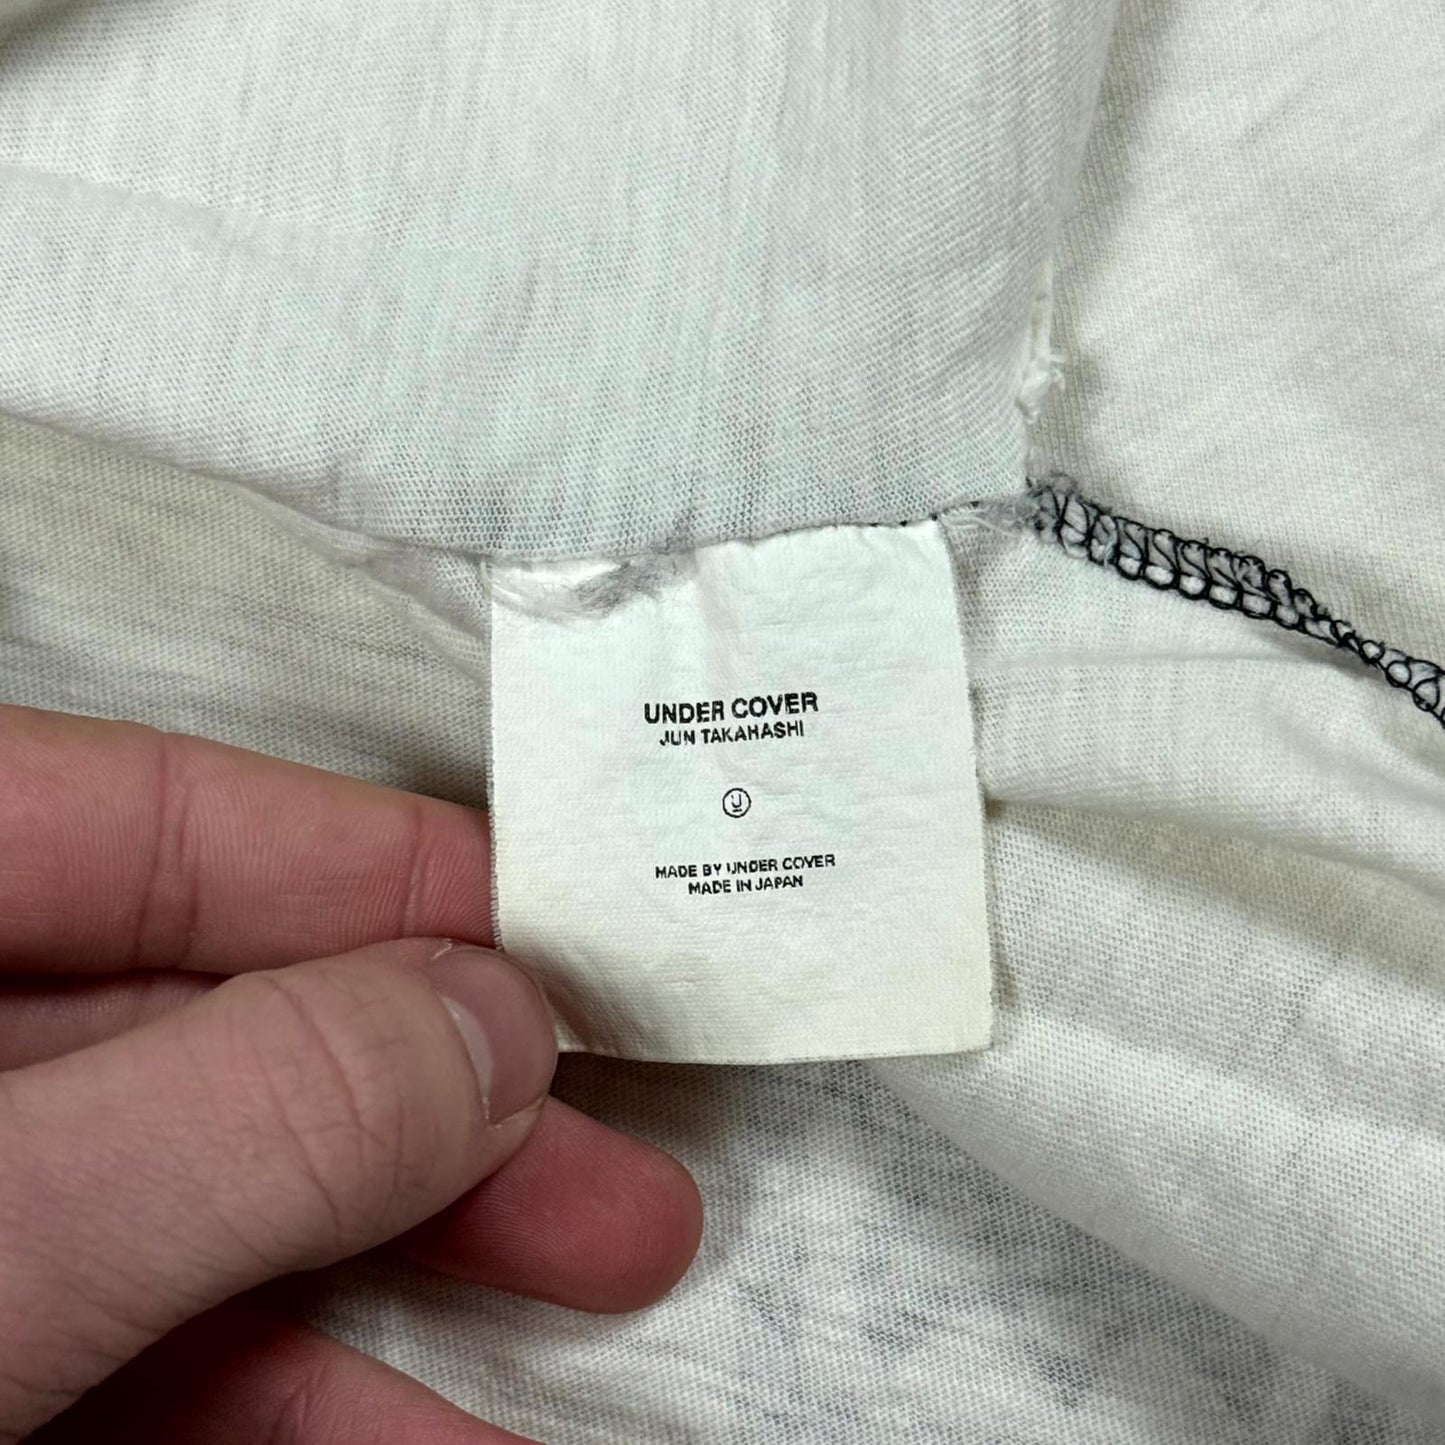 UNDER COVER
JUN TAKAHASHI
U
MADE BY UNDER COVER
MADE IN JAPAN